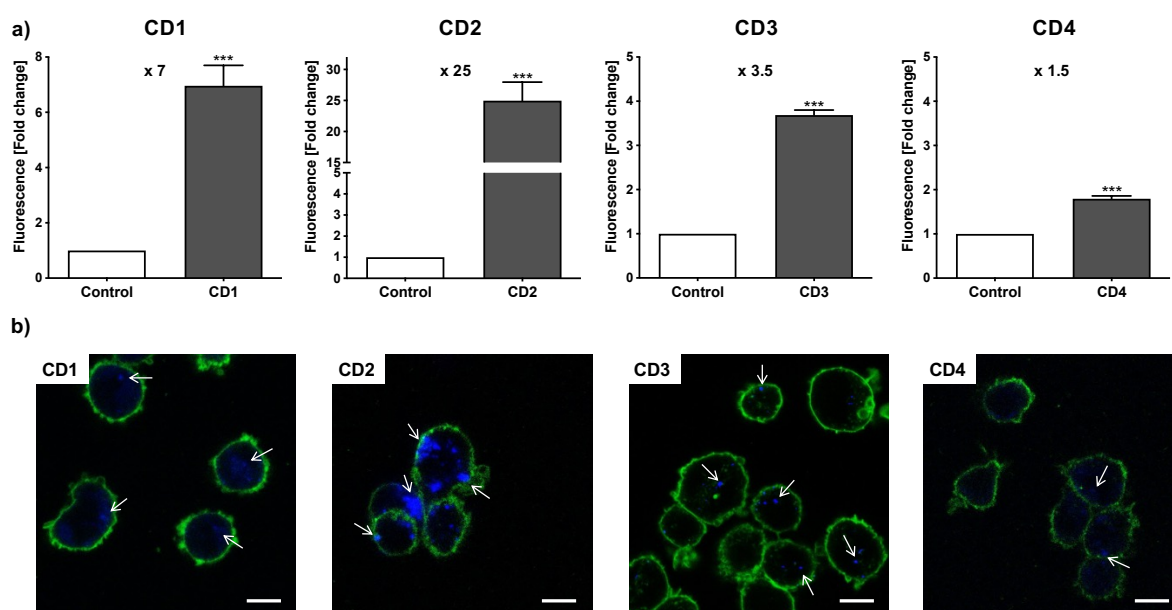 a)
CD1
CD2
CD3
CD4
Fluorescence [Fold change]
8
6
4
2
0
x 7
***
Control
CD1
Fluorescence [Fold change]
30
25
20
15
5
4
3
2
1
0
x 25
***
Control
CD2
Fluorescence [Fold change]
5
4
3
2
1
0
x 3.5
***
Control
CD3
Fluorescence [Fold change]
5
4
3
2
1
0
x 1.5
***
Control
CD4
b)
CD1
CD2
CD3
CD4